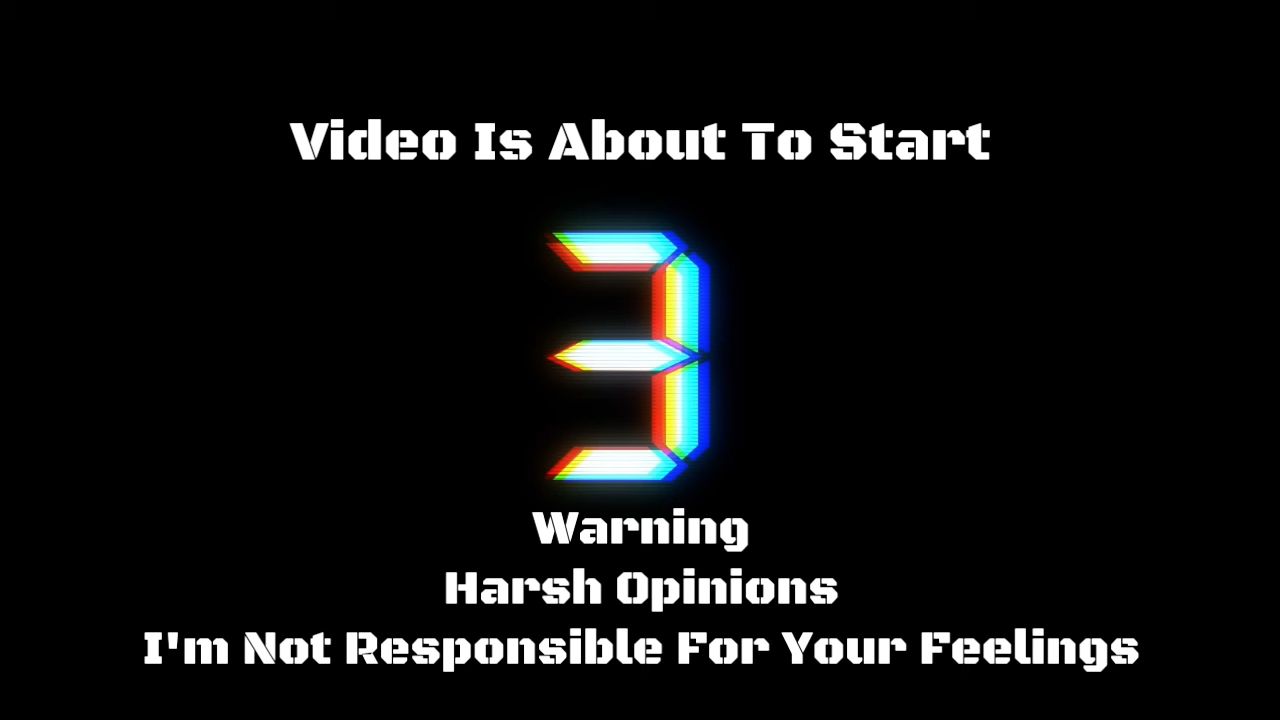 Video Is About To Start
3
Warning
Harsh Opinions
I'm Not Responsible For Your Feelings